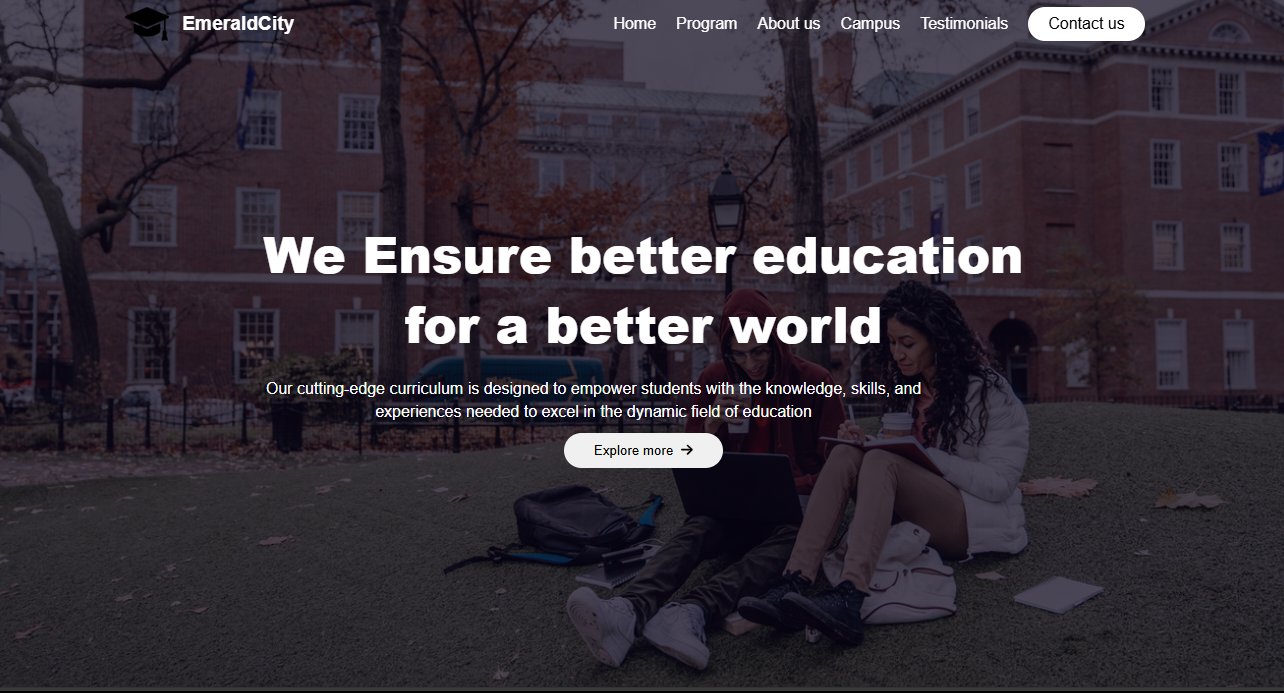 EmeraldCity
Home Program About us Campus Testimonials Contact us
We Ensure better education
for a better world
Our cutting-edge curriculum is designed to empower students with the knowledge, skills, and
experiences needed to excel in the dynamic field of education
Explore more